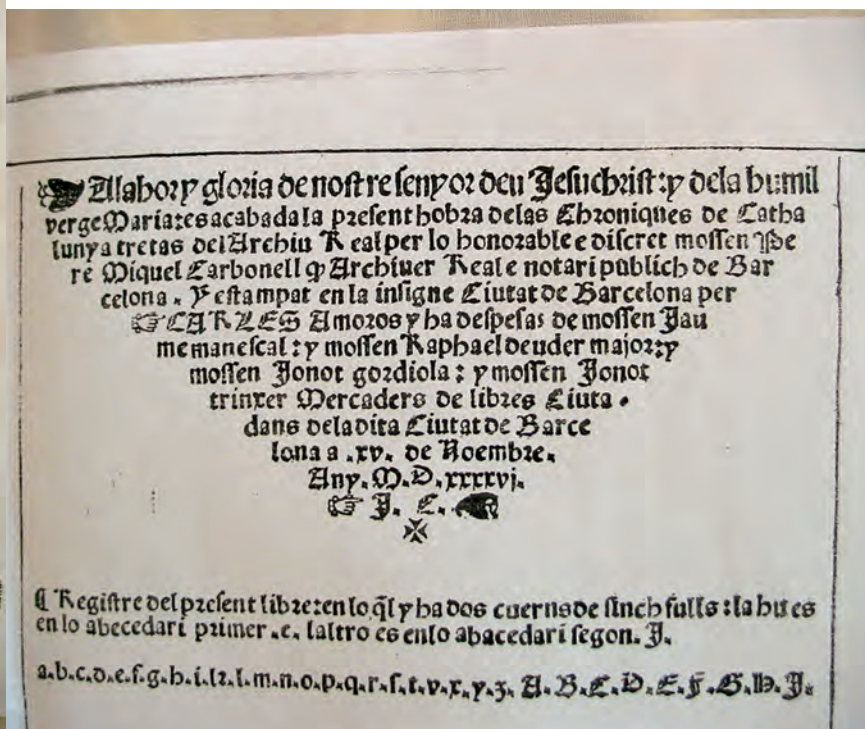 A labor y gloria de nostre senyor deu Jesuchrist: y dela humil
verge Maria: es acabada la present hobra delas Chroniques de Catha
lunya tretas del Archiu Real per lo honorable e discret mossen Pe
re Miquel Carbonell Archiuer Real e notari publich de Bar
celona. Y estampat en la insigne Ciutat de Barcelona per
☞CARLES Amoros y ha despesas de mossen Jau
me manescal: y mossen Raphael deuder major: y
mossen Jonot gordiola: y mossen Jonot
trinxer Mercaders de libres Ciuta
dans dela dita Ciutat de Barce
lona a .xv. de Noembre.
Any. M.D.xxxxvj.
☞ J. C.
✠
¶ Registre del present libre: en lo q̃l y ha dos cuerns de sinch fulls: la hu es
en lo abecedari primer .e. laltro es enlo abacedari segon. J.
a.b.c.d.e.f.g.h.i.k.l.m.n.o.p.q.r.s.t.v.x.y.z. A.B.C.D.E.F.G.H.J.